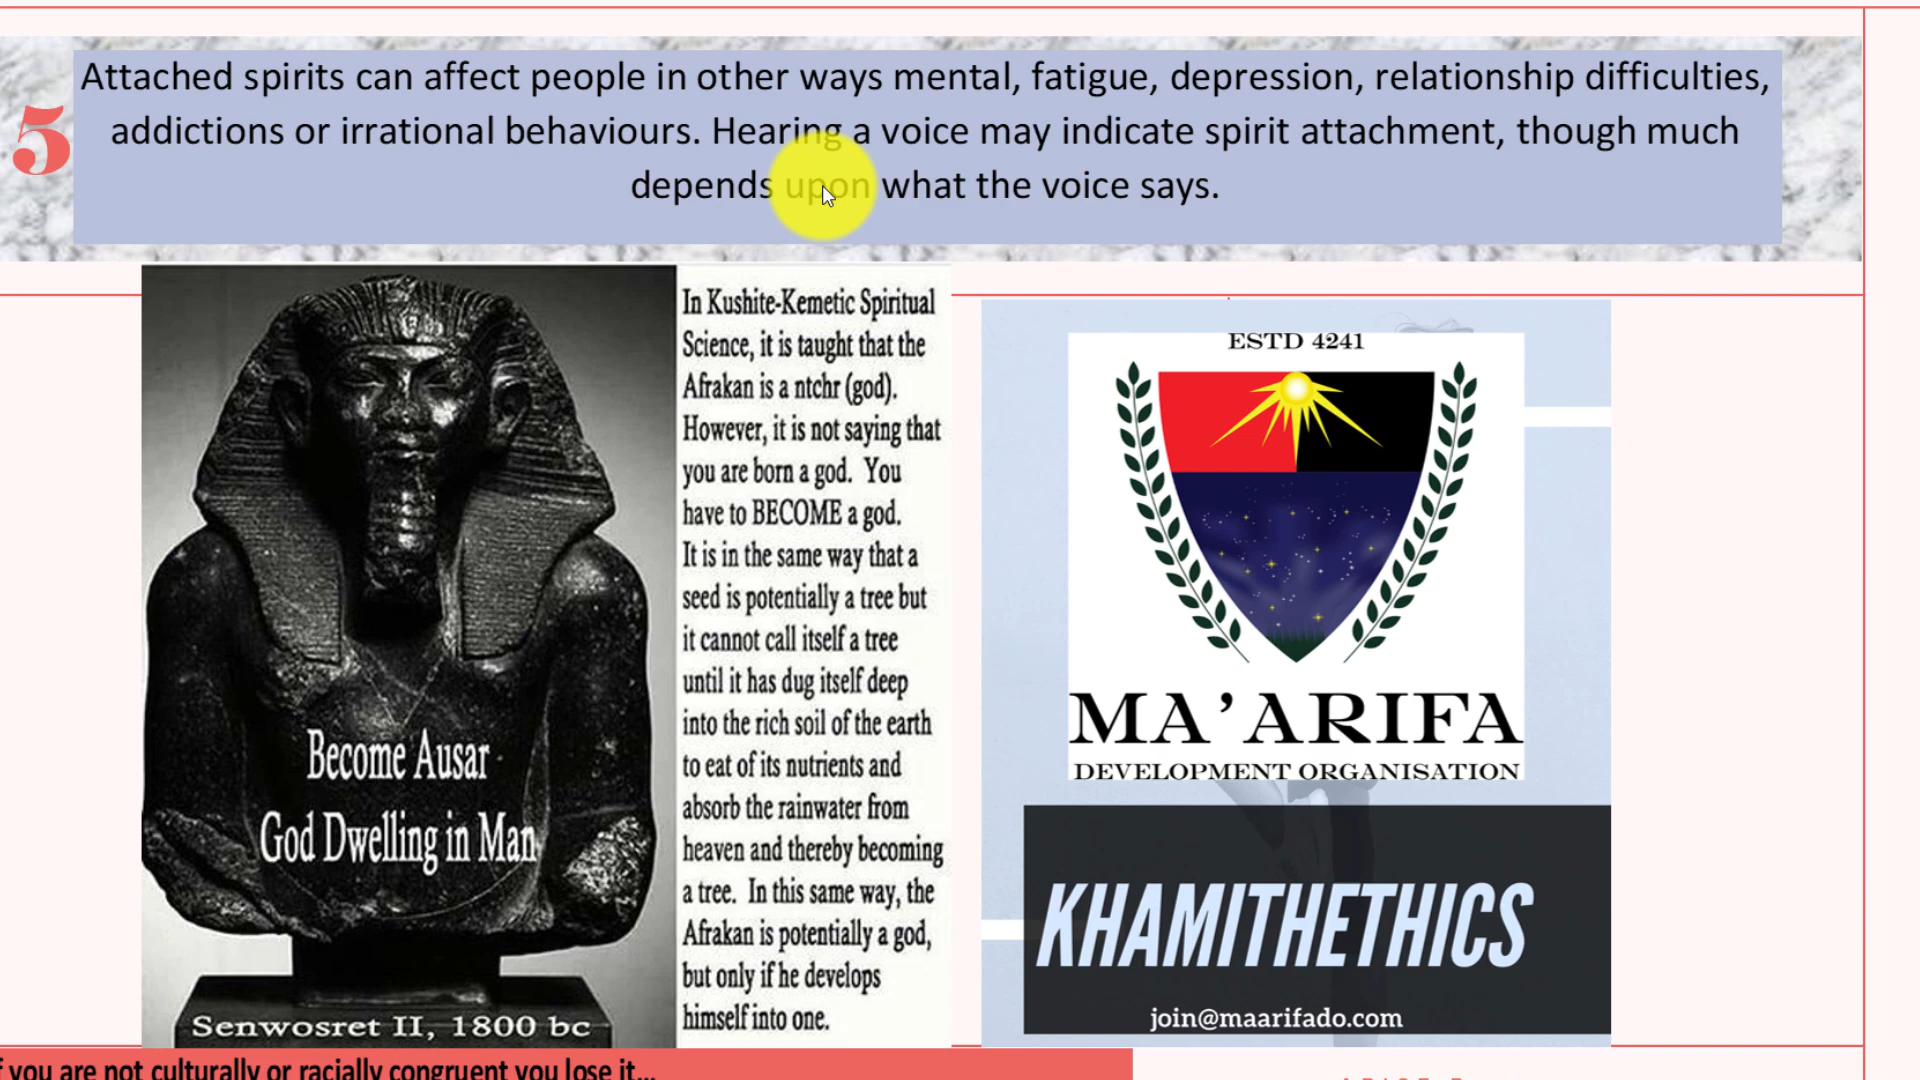 5
Attached spirits can affect people in other ways mental, fatigue, depression, relationship difficulties,
addictions or irrational behaviours. Hearing a voice may indicate spirit attachment, though much
depends upon what the voice says.
Become Ausar
God Dwelling in Man
Senwosret II, 1800 bc
In Kushite-Kemetic Spiritual
Science, it is taught that the
Afrakan is a ntchr (god).
However, it is not saying that
you are born a god. You
have to BECOME a god.
It is in the same way that a
seed is potentially a tree but
it cannot call itself a tree
until it has dug itself deep
into the rich soil of the earth
to eat of its nutrients and
absorb the rainwater from
heaven and thereby becoming
a tree. In this same way, the
Afrakan is potentially a god,
but only if he develops
himself into one.
ESTD 4241
MA'ARIFA
DEVELOPMENT ORGANISATION
KHAMITHETHICS
join@maarifado.com
you are not culturally or racially congruent you lose it...